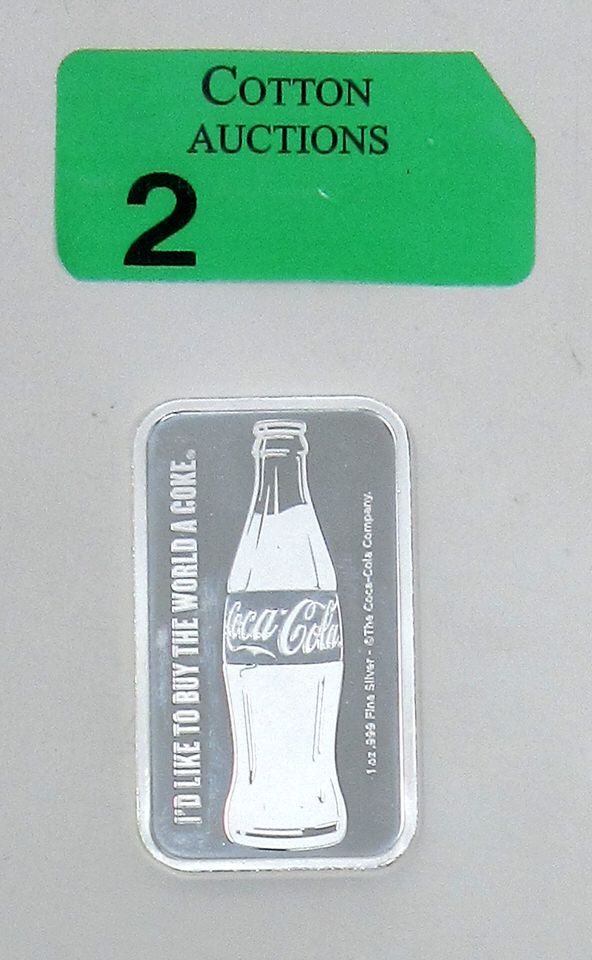 COTTON
AUCTIONS
2
I'D LIKE TO BUY THE WORLD A COKE®
Coca-Cola
1 oz .999 Fine Silver - ©The Coca-Cola Company.